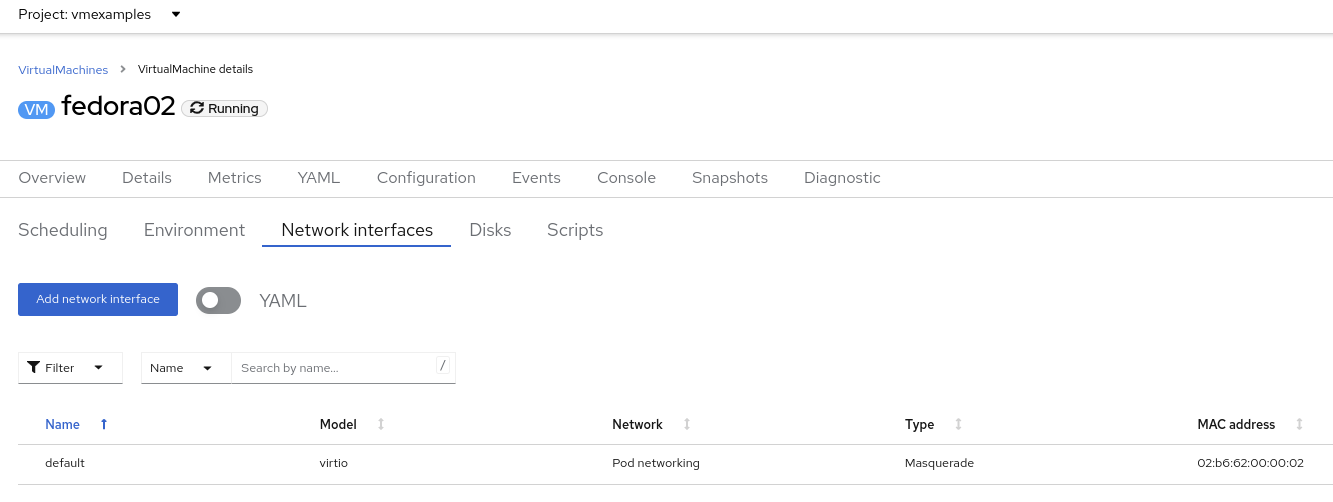 Project: vmexamples
VirtualMachines > VirtualMachine details
VM fedora02 Running
Overview Details Metrics YAML Configuration Events Console Snapshots Diagnostic
Scheduling Environment Network interfaces Disks Scripts
Add network interface YAML
Filter Name Search by name... /
Name Model Network Type MAC address
default virtio Pod networking Masquerade 02:b6:62:00:00:02